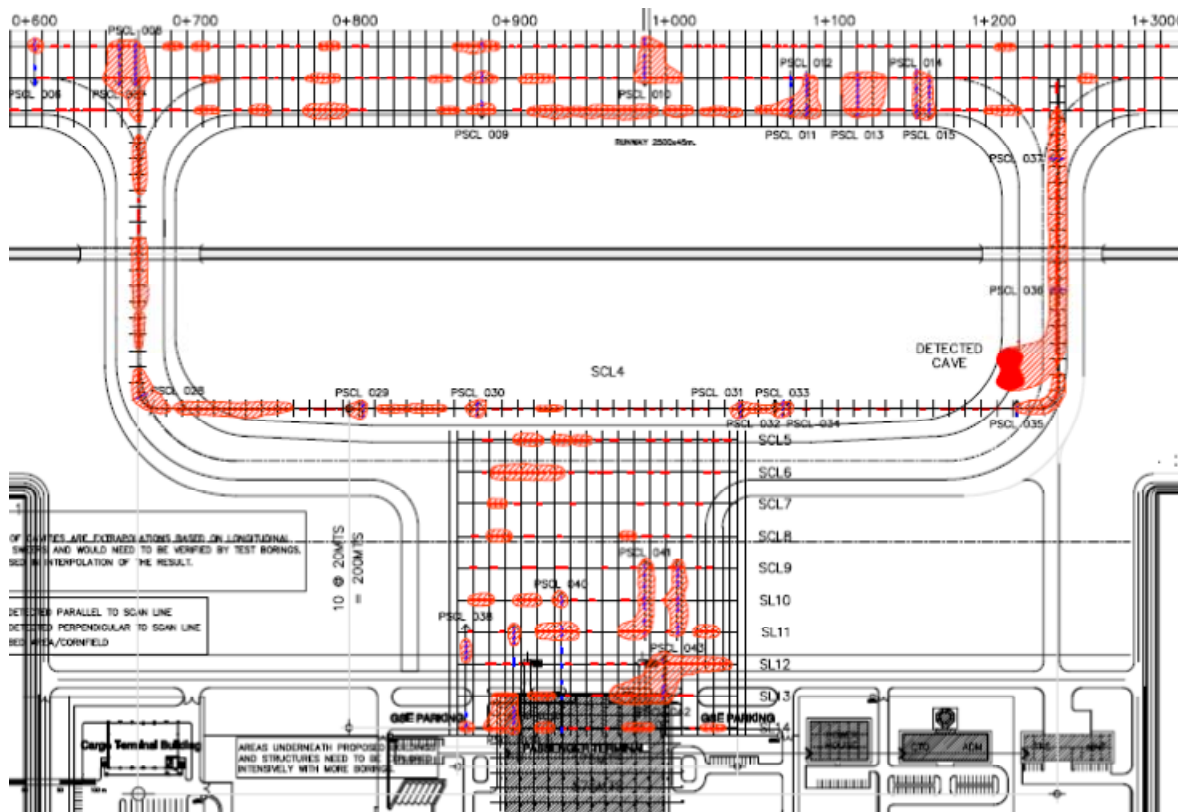 0+600 0+700 0+800 0+900 1+000 1+100 1+200 1+3000
PSCL 008
PSCL 012 PSCL 014
PSCL 006 PSCL 010
PSCL 009 PSCL 011 PSCL 013 PSCL 015
RUNWAY 2500x45m.
PSCL 037
PSCL 036
DETECTED
CAVE
SCL4
PSCL 028 PSCL 029 PSCL 030 PSCL 031 PSCL 033
PSCL 032 PSCL 034 PSCL 035
SCL5
SCL6
SCL7
OF CAVITIES ARE EXTRAPOLATIONS BASED ON LONGITUDINAL
SWEEPS AND WOULD NEED TO BE VERIFIED BY TEST BORINGS.
SED IN INTERPOLATION OF THE RESULT.
10 @ 20MTS
= 200MTS
SCL8
PSCL 041
SCL9
PSCL 040
SL10
DETECTED PARALLEL TO SCAN LINE
DETECTED PERPENDICULAR TO SCAN LINE
BED AREA/CORNFIELD
PSCL 038
SL11
PSCL 043
SL12
SL13
GSE PARKING GSE PARKING
SL14
Cargo Terminal Building
AREAS UNDERNEATH PROPOSED BUILDINGS
AND STRUCTURES NEED TO BE
INTENSIVELY WITH MORE BORINGS.
PASSENGER TERMINAL
HOUSE
CTO ADM